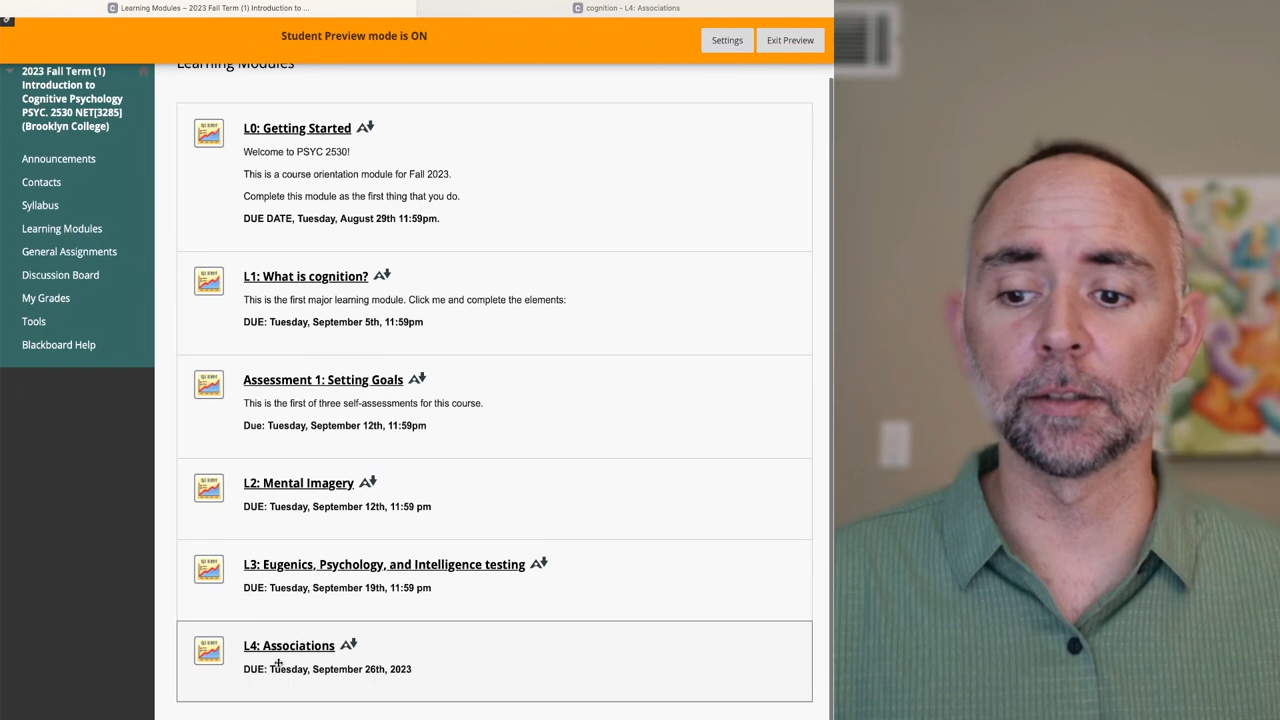 Learning Modules – 2023 Fall Term (1) Introduction to ...
cognition – L4: Associations
Student Preview mode is ON
Settings
Exit Preview
2023 Fall Term (1)
Introduction to
Cognitive Psychology
PSYC. 2530 NET[3285]
(Brooklyn College)
Announcements
Contacts
Syllabus
Learning Modules
General Assignments
Discussion Board
My Grades
Tools
Blackboard Help
Learning Modules
L0: Getting Started
Welcome to PSYC 2530!
This is a course orientation module for Fall 2023.
Complete this module as the first thing that you do.
DUE DATE, Tuesday, August 29th 11:59pm.
L1: What is cognition?
This is the first major learning module. Click me and complete the elements:
DUE: Tuesday, September 5th, 11:59pm
Assessment 1: Setting Goals
This is the first of three self-assessments for this course.
Due: Tuesday, September 12th, 11:59pm
L2: Mental Imagery
DUE: Tuesday, September 12th, 11:59 pm
L3: Eugenics, Psychology, and Intelligence testing
DUE: Tuesday, September 19th, 11:59 pm
L4: Associations
DUE: Tuesday, September 26th, 2023